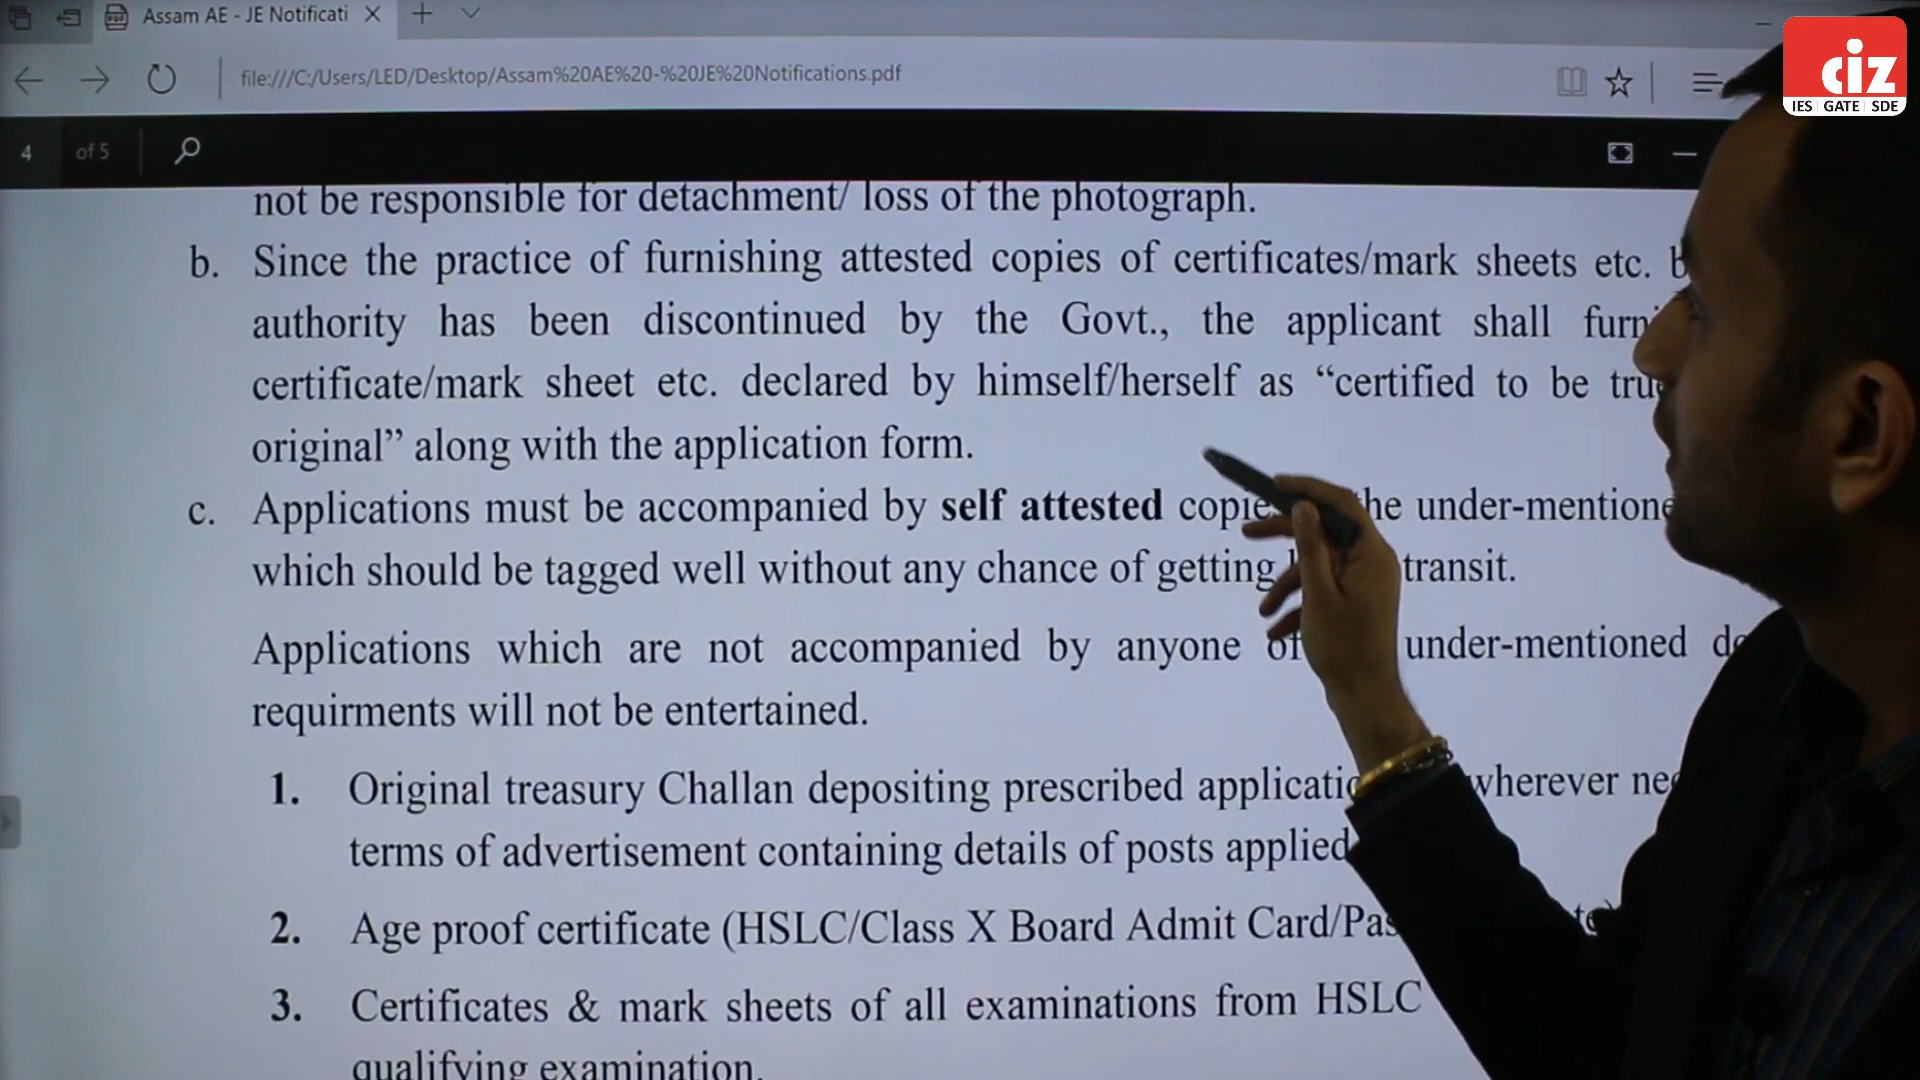 Assam AE - JE Notificati
file:///C:/Users/LED/Desktop/Assam%20AE%20-%20JE%20Notifications.pdf
ciz
IES GATE SDE
4 of 5
not be responsible for detachment/ loss of the photograph.
b. Since the practice of furnishing attested copies of certificates/mark sheets etc.
authority has been discontinued by the Govt., the applicant shall
certificate/mark sheet etc. declared by himself/herself as “certified to be
original” along with the application form.
c. Applications must be accompanied by self attested the
which should be tagged well without any chance of getting transit.
Applications which are not accompanied by anyone of under-mentioned
requirments will not be entertained.
1. Original treasury Challan depositing prescribed wherever
terms of advertisement containing details of posts applied
2. Age proof certificate (HSLC/Class X Board Admit
3. Certificates & mark sheets of all examinations from HSLC
qualifying examination.